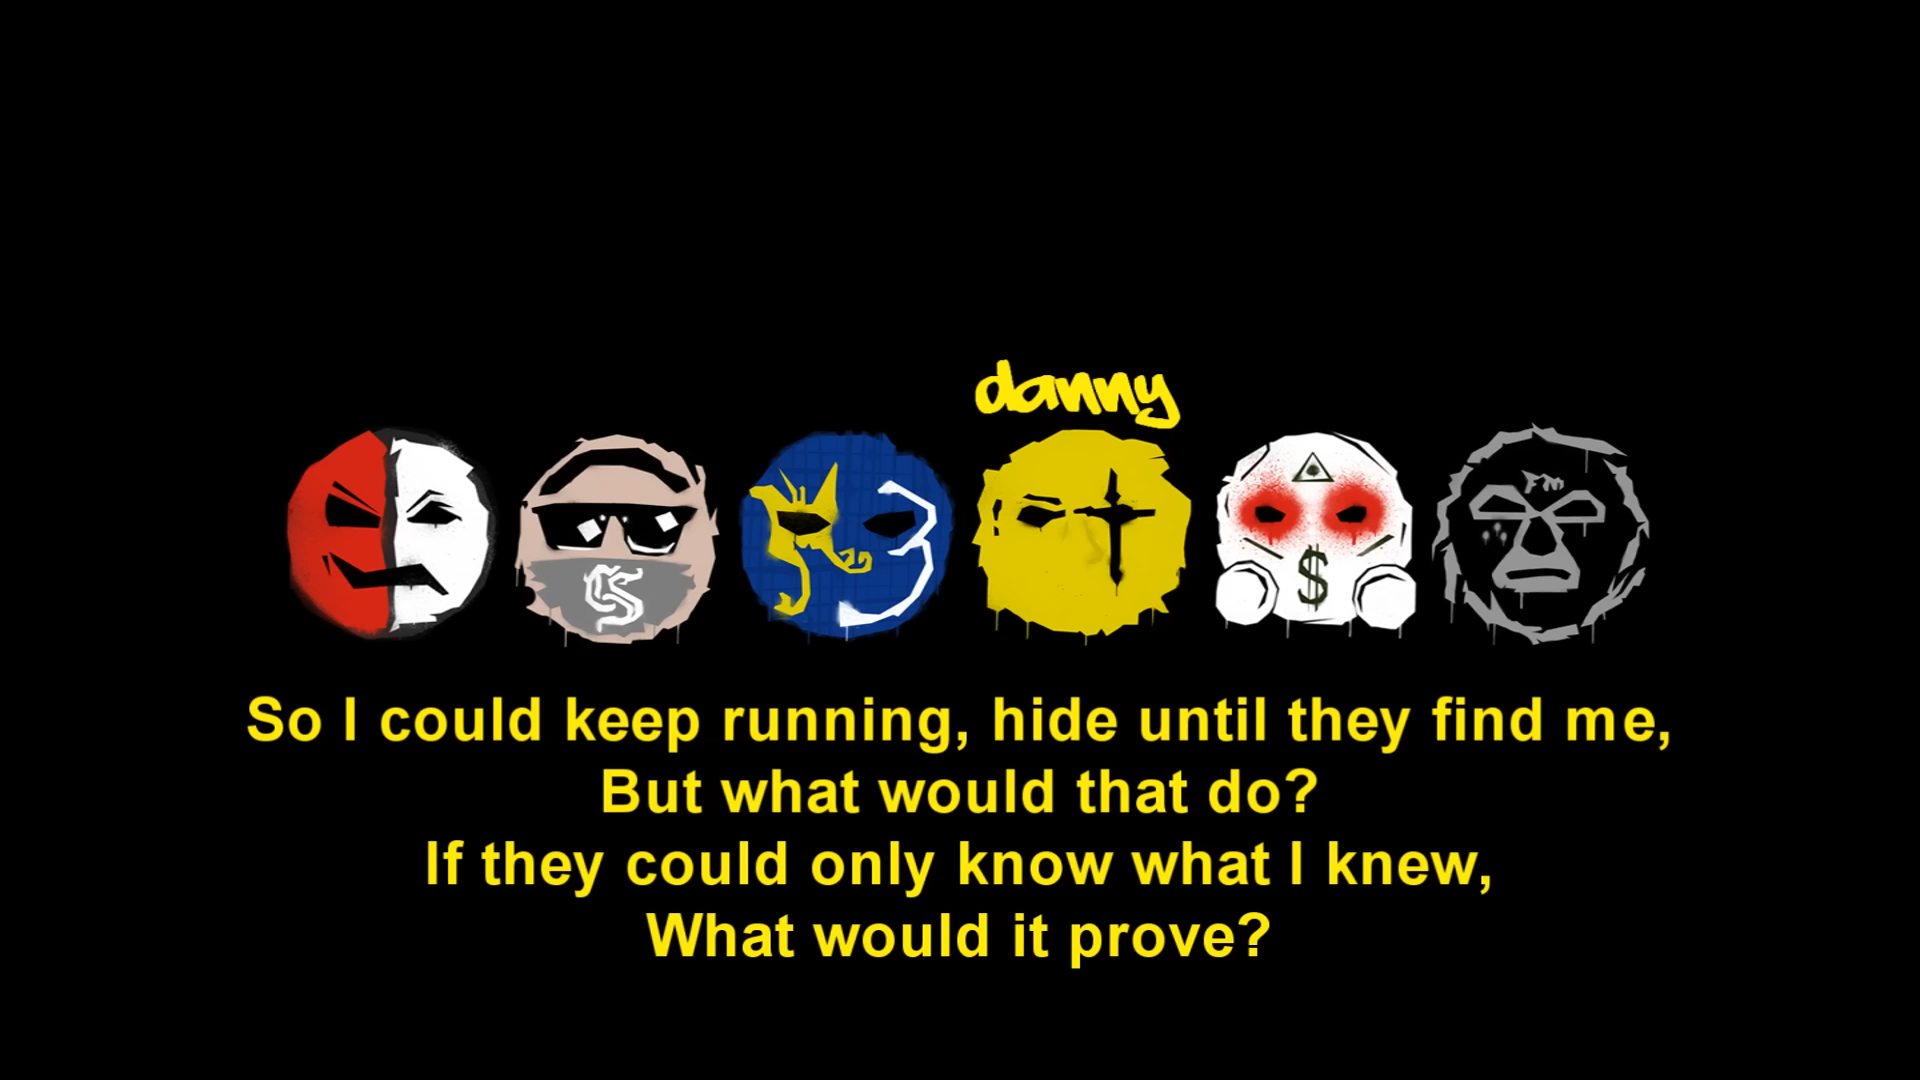 danny
FM
$
So I could keep running, hide until they find me,
But what would that do?
If they could only know what I knew,
What would it prove?